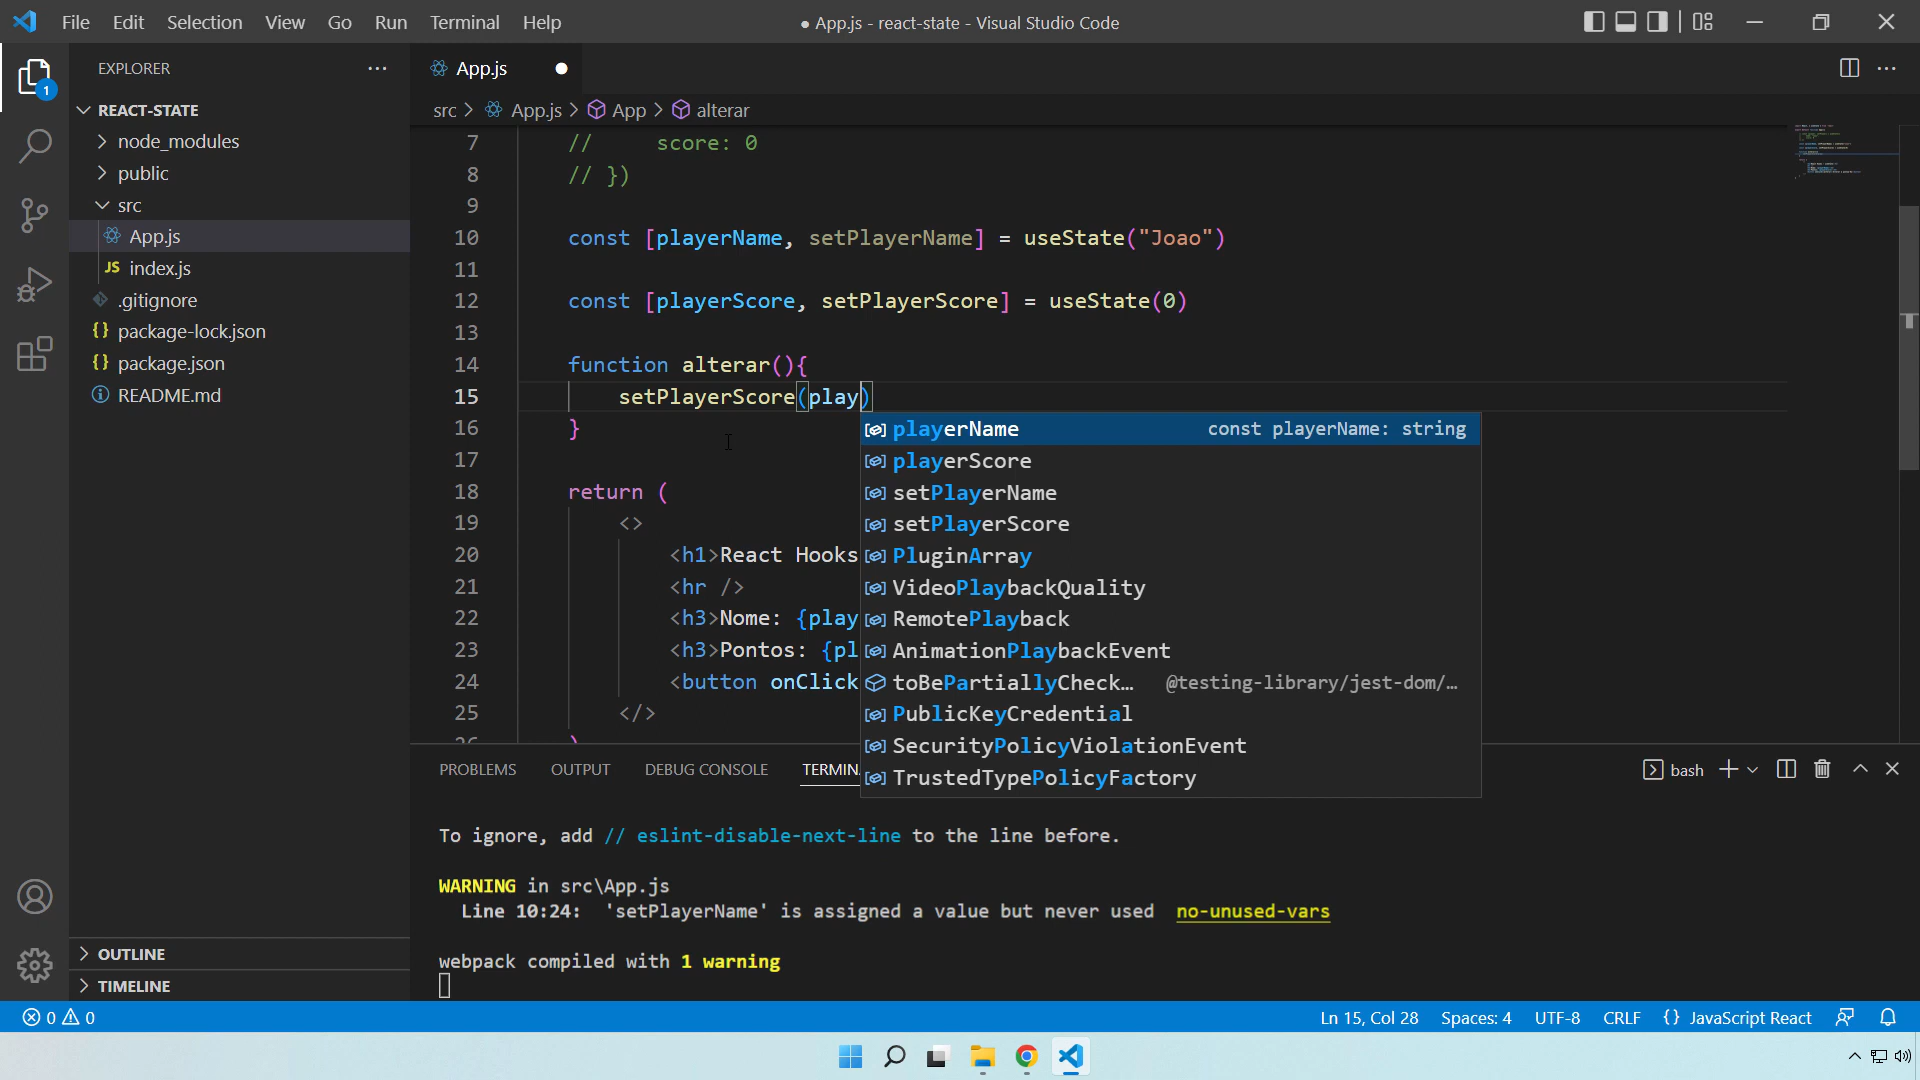 File Edit Selection View Go Run Terminal Help
● App.js - react-state - Visual Studio Code
EXPLORER
1
REACT-STATE
node_modules
public
src
App.js
JS index.js
.gitignore
{} package-lock.json
{} package.json
README.md
OUTLINE
TIMELINE
App.js
src > App.js > App > alterar
7 //     score: 0
8 // })
9
10 const [playerName, setPlayerName] = useState("Joao")
11
12 const [playerScore, setPlayerScore] = useState(0)
13
14 function alterar(){
15 setPlayerScore(play)
16 }
17
18 return (
19 <>
20 <h1>React Hooks
21 <hr />
22 <h3>Nome: {play
23 <h3>Pontos: {pl
24 <button onClick
25 </>
26 )
playerName const playerName: string
playerScore
setPlayerName
setPlayerScore
PluginArray
VideoPlaybackQuality
RemotePlayback
AnimationPlaybackEvent
toBePartiallyCheck… @testing-library/jest-dom/…
PublicKeyCredential
SecurityPolicyViolationEvent
TrustedTypePolicyFactory
PROBLEMS OUTPUT DEBUG CONSOLE TERMIN
bash
To ignore, add // eslint-disable-next-line to the line before.
WARNING in src\App.js
Line 10:24:  'setPlayerName' is assigned a value but never used  no-unused-vars
webpack compiled with 1 warning
0 0
Ln 15, Col 28 Spaces: 4 UTF-8 CRLF {} JavaScript React